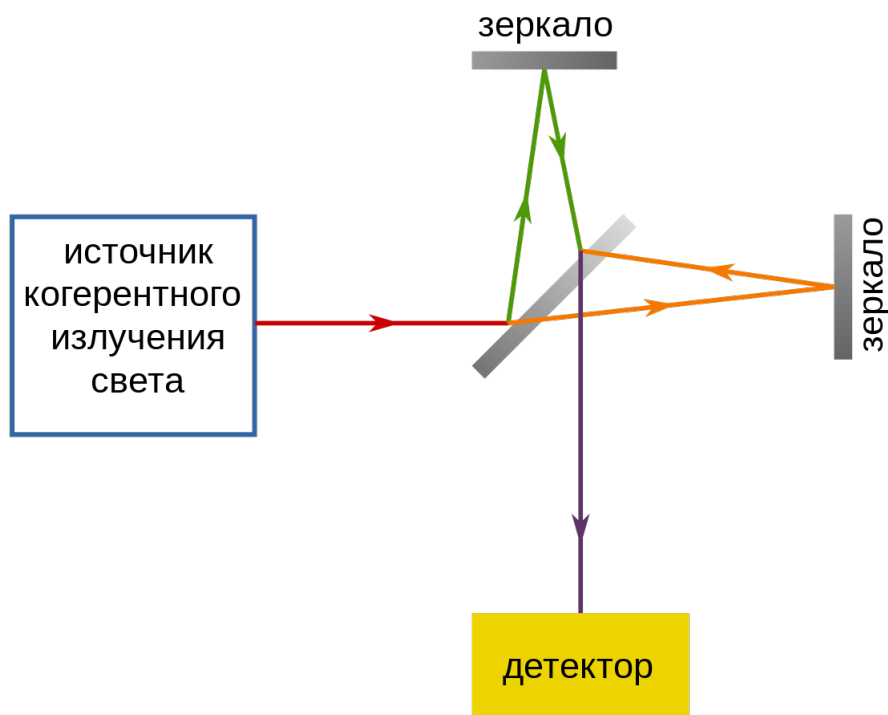 зеркало
источник
когерентного
излучения
света
зеркало
детектор